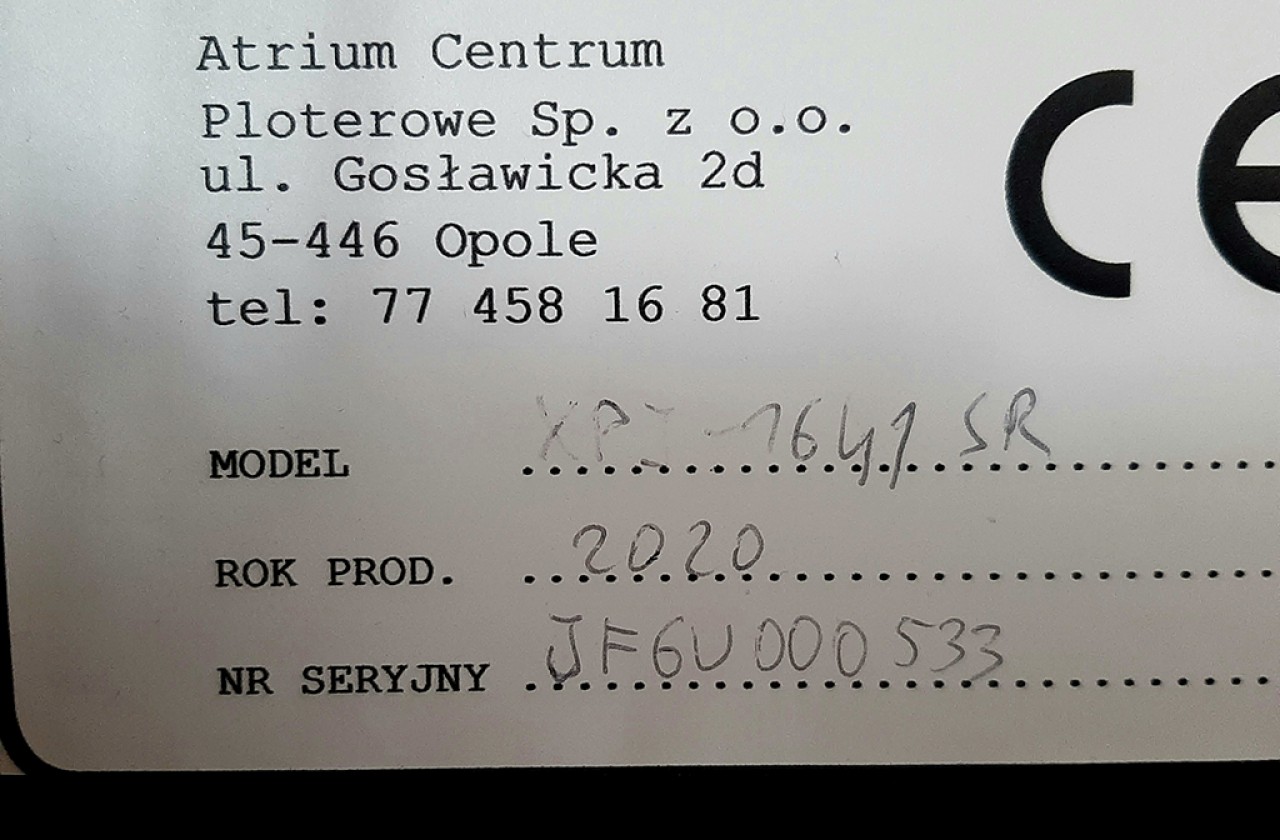 Atrium Centrum
Ploterowe Sp. z o.o.
ul. Gosławicka 2d
45-446 Opole
tel: 77 458 16 81
CE
MODEL XPJ-1641 SR
ROK PROD. 2020
NR SERYJNY JF6U000533